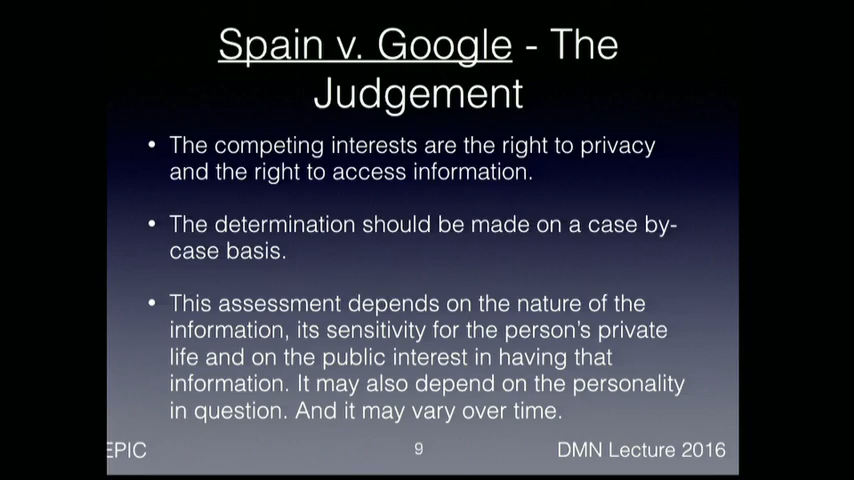 Spain v. Google - The
Judgement
• The competing interests are the right to privacy
and the right to access information.
• The determination should be made on a case by-
case basis.
• This assessment depends on the nature of the
information, its sensitivity for the person's private
life and on the public interest in having that
information. It may also depend on the personality
in question. And it may vary over time.
EPIC
9
DMN Lecture 2016